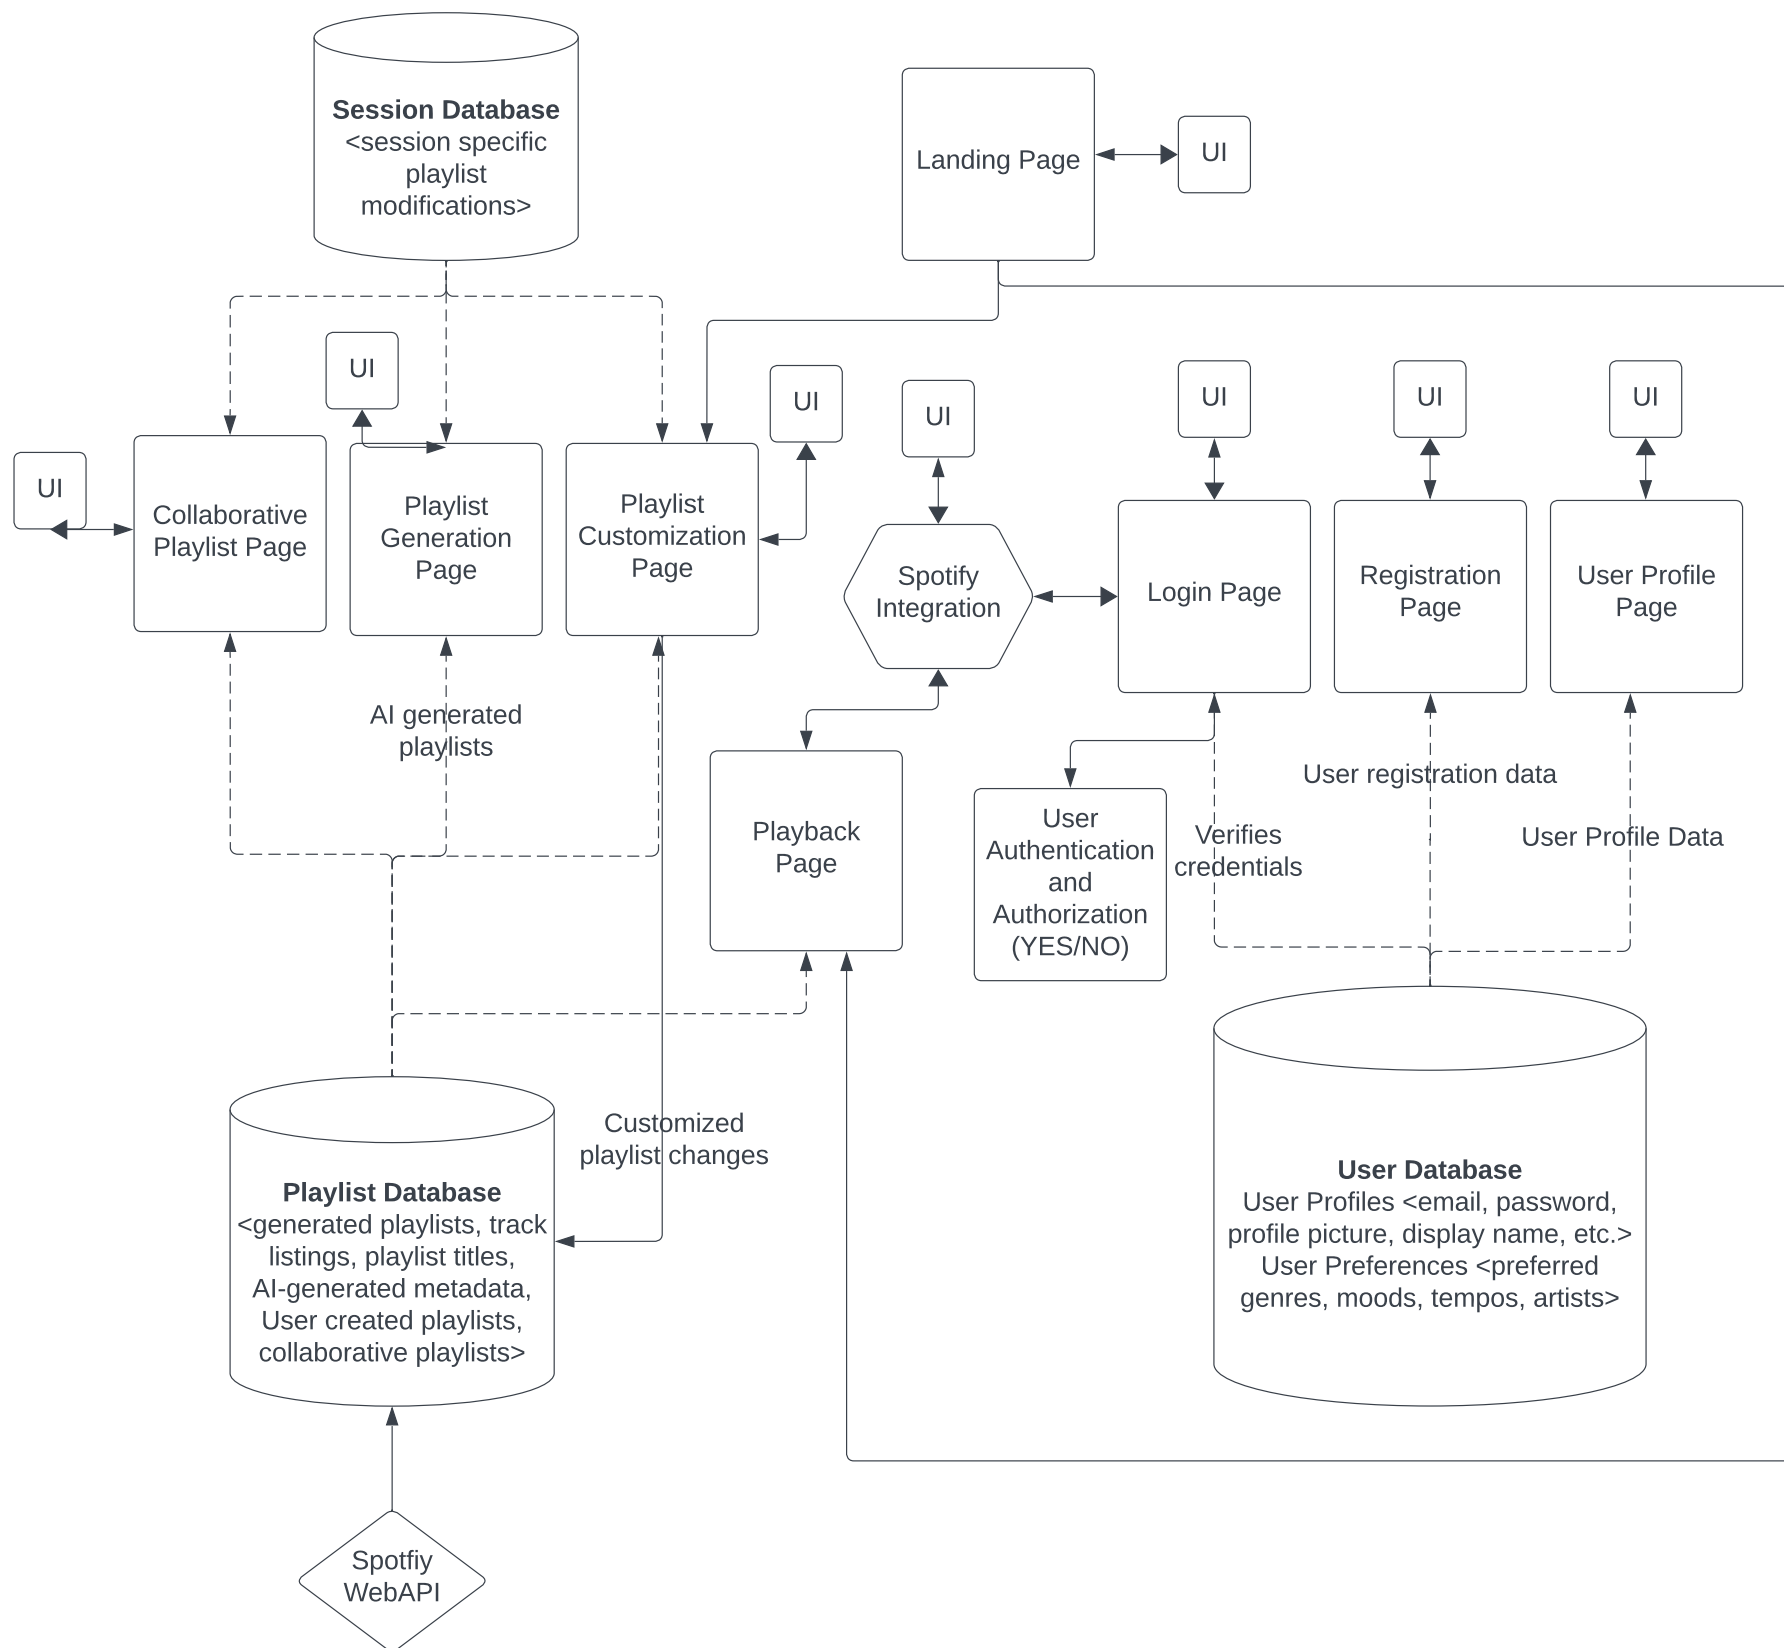 Session Database
<session specific
playlist
modifications>
Landing Page
UI
UI
UI
UI
UI
UI
UI
UI
Collaborative
Playlist Page
Playlist
Generation
Page
Playlist
Customization
Page
Spotify
Integration
Login Page
Registration
Page
User Profile
Page
AI generated
playlists
User registration data
Playback
Page
User
Authentication
and
Authorization
(YES/NO)
Verifies
credentials
User Profile Data
Customized
playlist changes
Playlist Database
<generated playlists, track
listings, playlist titles,
AI-generated metadata,
User created playlists,
collaborative playlists>
User Database
User Profiles <email, password,
profile picture, display name, etc.>
User Preferences <preferred
genres, moods, tempos, artists>
Spotfiy
WebAPI